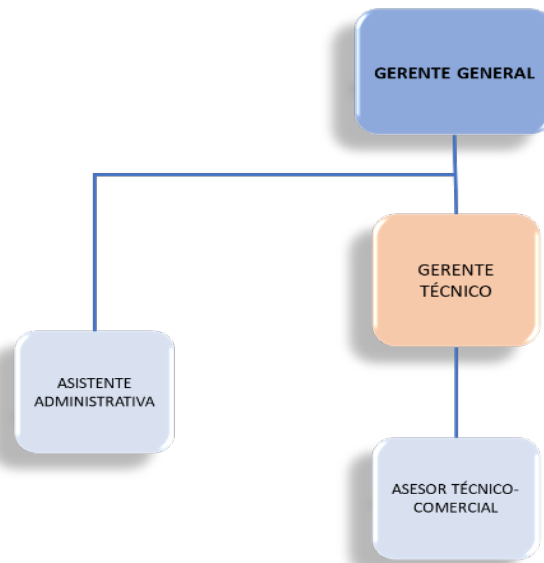 GERENTE GENERAL
GERENTE
TÉCNICO
ASISTENTE
ADMINISTRATIVA
ASESOR TÉCNICO-
COMERCIAL